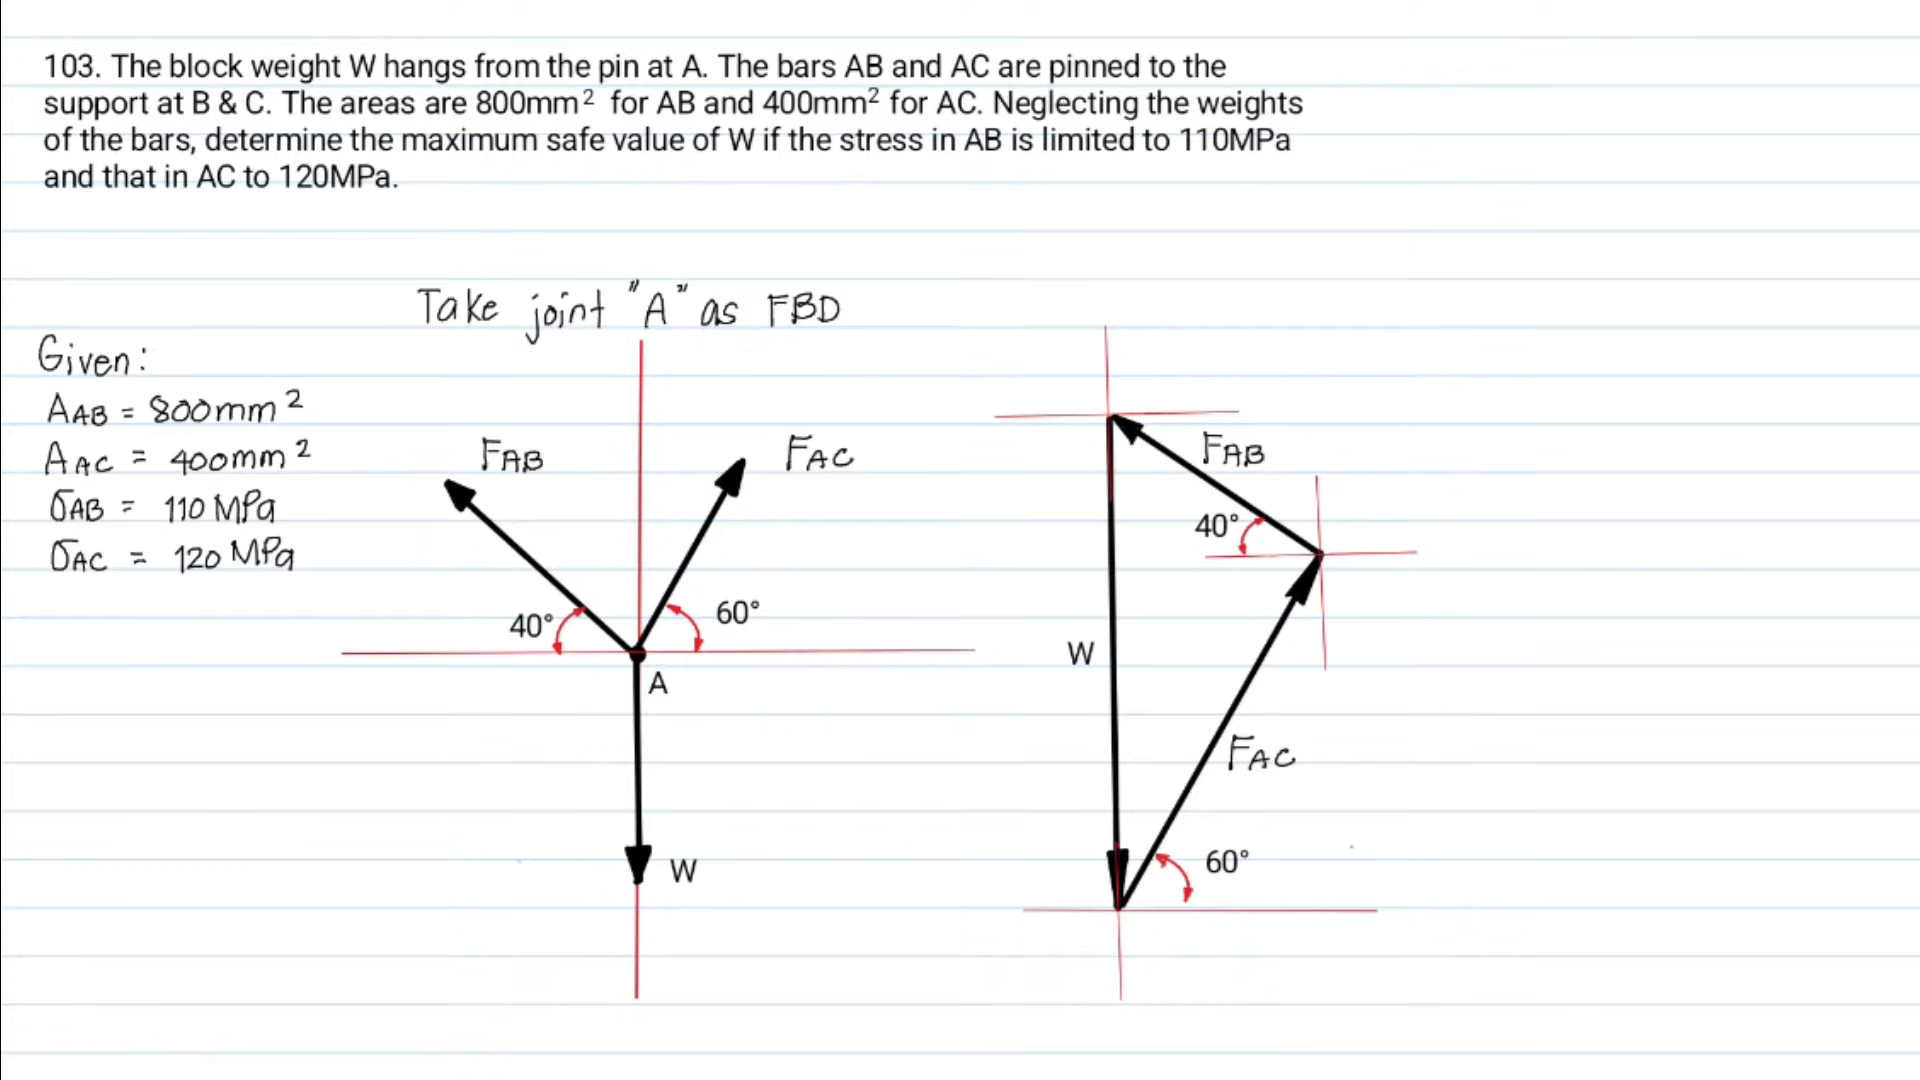 103. The block weight W hangs from the pin at A. The bars AB and AC are pinned to the
support at B & C. The areas are 800mm² for AB and 400mm² for AC. Neglecting the weights
of the bars, determine the maximum safe value of W if the stress in AB is limited to 110MPa
and that in AC to 120MPa.
Take joint "A" as FBD
Given:
AAB = 800mm²
AAC = 400mm²
σAB = 110 MPa
σAC = 120 MPa
FAB
FAC
40°
60°
A
W
FAB
40°
W
FAC
60°